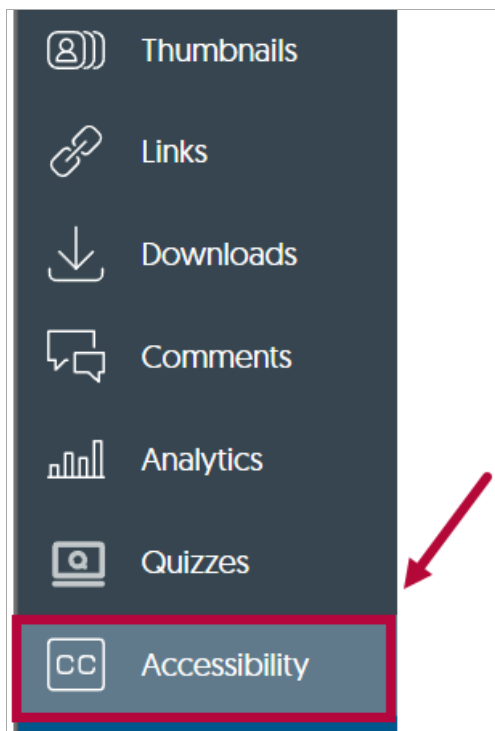 Thumbnails
Links
Downloads
Comments
Analytics
Q Quizzes
CC Accessibility